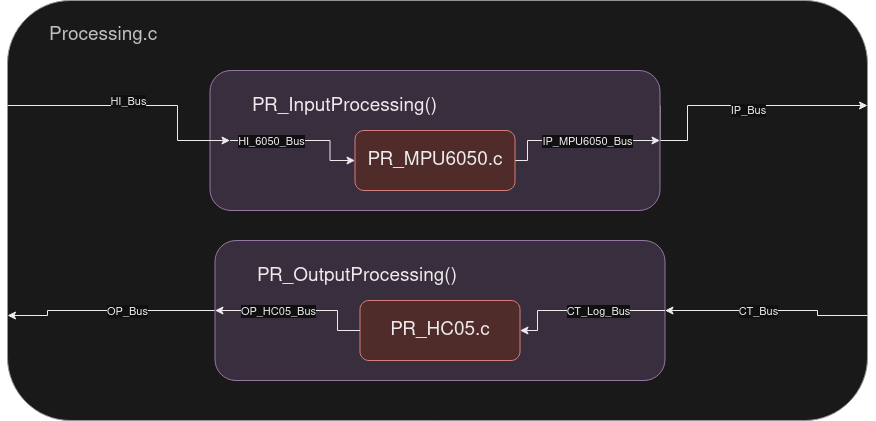 Processing.c
HI_Bus
PR_InputProcessing()
IP_Bus
HI_6050_Bus
PR_MPU6050.c
IP_MPU6050_Bus
PR_OutputProcessing()
OP_Bus
OP_HC05_Bus
PR_HC05.c
CT_Log_Bus
CT_Bus